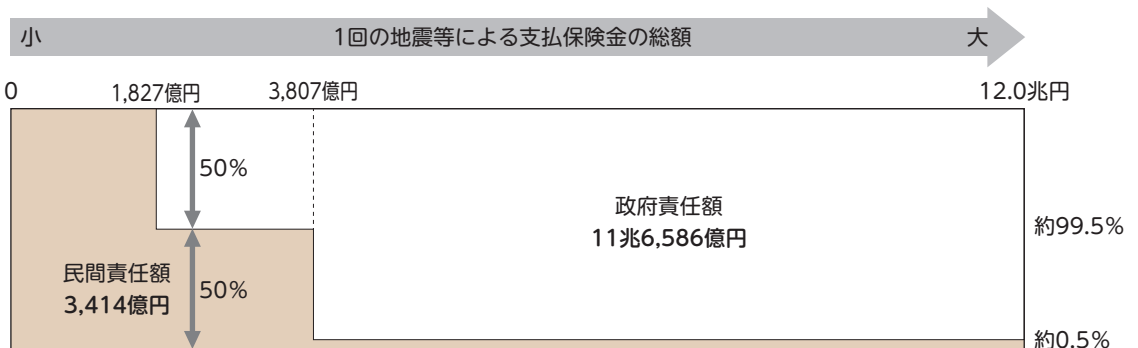 小 1回の地震等による支払保険金の総額 大
0 1,827億円 3,807億円 12.0兆円
50%
政府責任額
11兆6,586億円
約99.5%
民間責任額
3,414億円
50%
約0.5%